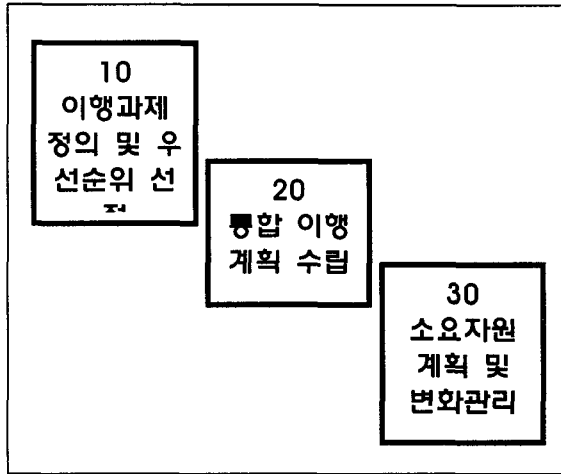 10
이행과제
정의 및 우
선순위 선
20
통합 이행
계획 수립
30
소요자원
계획 및
변화관리